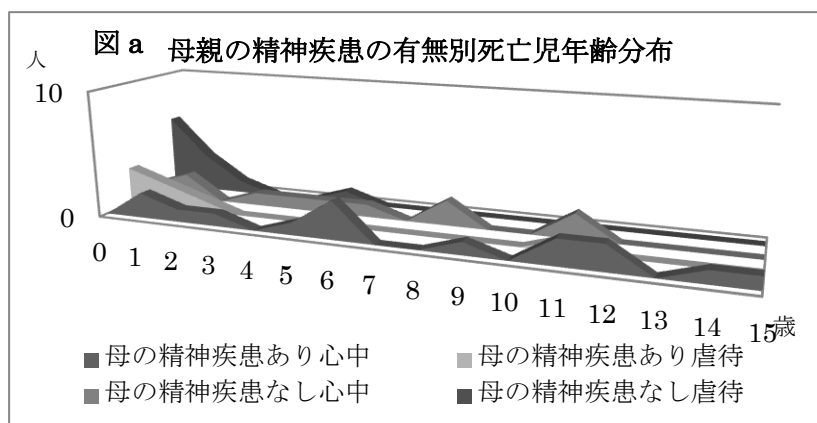 図 a 母親の精神疾患の有無別死亡児年齢分布
人
10
0
0 1 2 3 4 5 6 7 8 9 10 11 12 13 14 15 歳
■母の精神疾患あり心中 ■母の精神疾患あり虐待
■母の精神疾患なし心中 ■母の精神疾患なし虐待